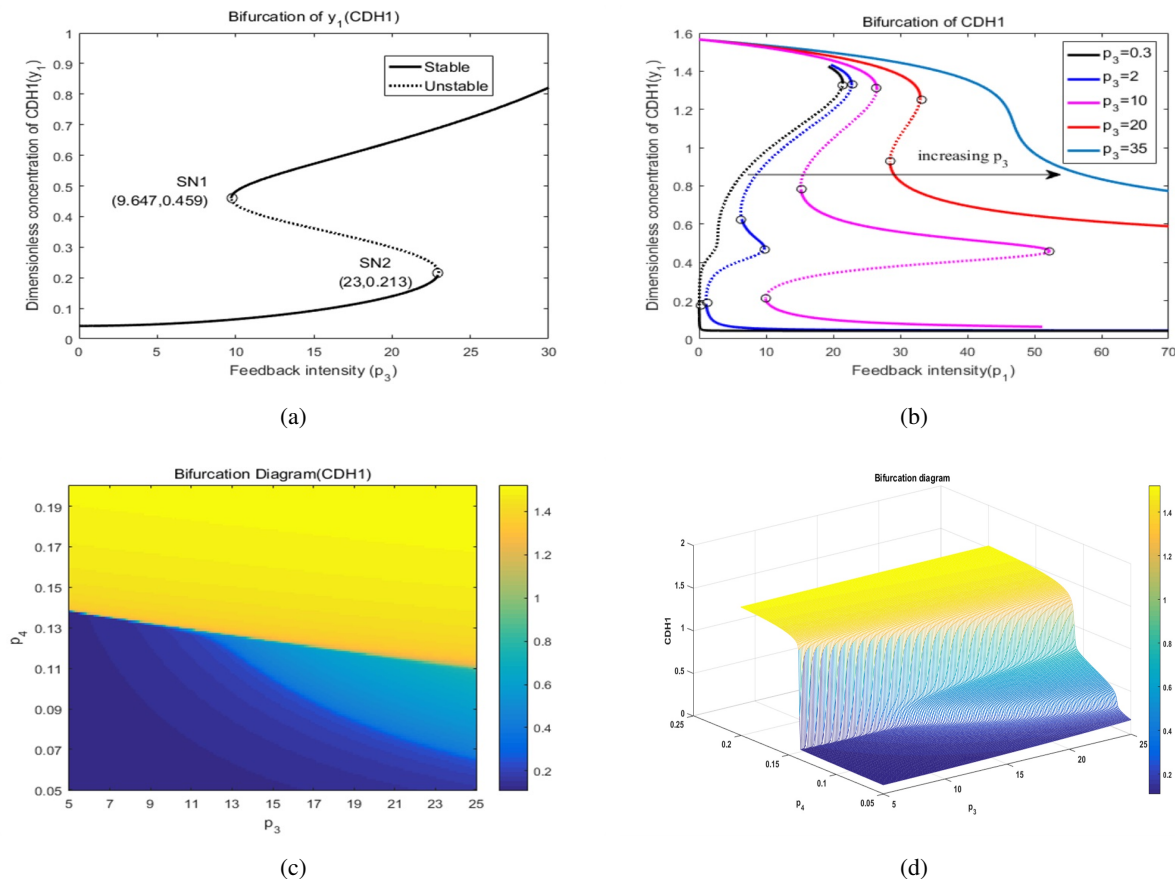 Bifurcation of y1(CDH1)
Dimensionless concentration of CDH1(y1)
1
0.9
0.8
0.7
0.6
0.5
0.4
0.3
0.2
0.1
0
Stable
Unstable
SN1
(9.647,0.459)
SN2
(23,0.213)
0 5 10 15 20 25 30
Feedback intensity (p3)
(a)
Bifurcation of CDH1
Dimensionless concentration of CDH1(y1)
1.6
1.4
1.2
1
0.8
0.6
0.4
0.2
0
p3=0.3
p3=2
p3=10
p3=20
p3=35
increasing p3
0 10 20 30 40 50 60 70
Feedback intensity(p1)
(b)
Bifurcation Diagram(CDH1)
p4
0.19
0.17
0.15
0.13
0.11
0.09
0.07
0.05
5 7 9 11 13 15 17 19 21 23 25
p3
1.4
1.2
1
0.8
0.6
0.4
0.2
(c)
Bifurcation diagram
CDH1
2
1.5
1
0.5
0
0.25
0.2
0.15
0.1
0.05
p4
5
10
15
20
25
p3
1.4
1.2
1
0.8
0.6
0.4
0.2
(d)